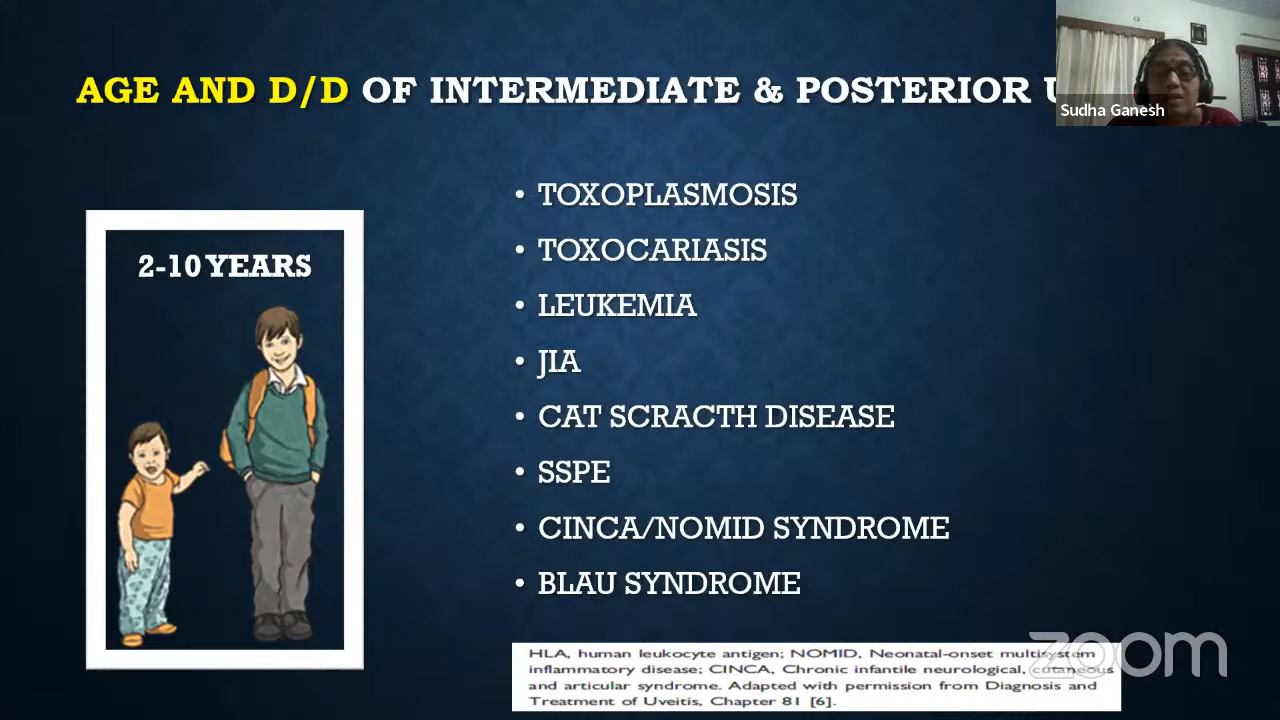 AGE AND D/D OF INTERMEDIATE & POSTERIOR U
Sudha Ganesh
2-10 YEARS
• TOXOPLASMOSIS
• TOXOCARIASIS
• LEUKEMIA
• JIA
• CAT SCRACTH DISEASE
• SSPE
• CINCA/NOMID SYNDROME
• BLAU SYNDROME
HLA, human leukocyte antigen; NOMID, Neonatal-onset multisystem
inflammatory disease; CINCA, Chronic infantile neurological, cutaneous
and articular syndrome. Adapted with permission from Diagnosis and
Treatment of Uveitis, Chapter 81 [6].
zoom